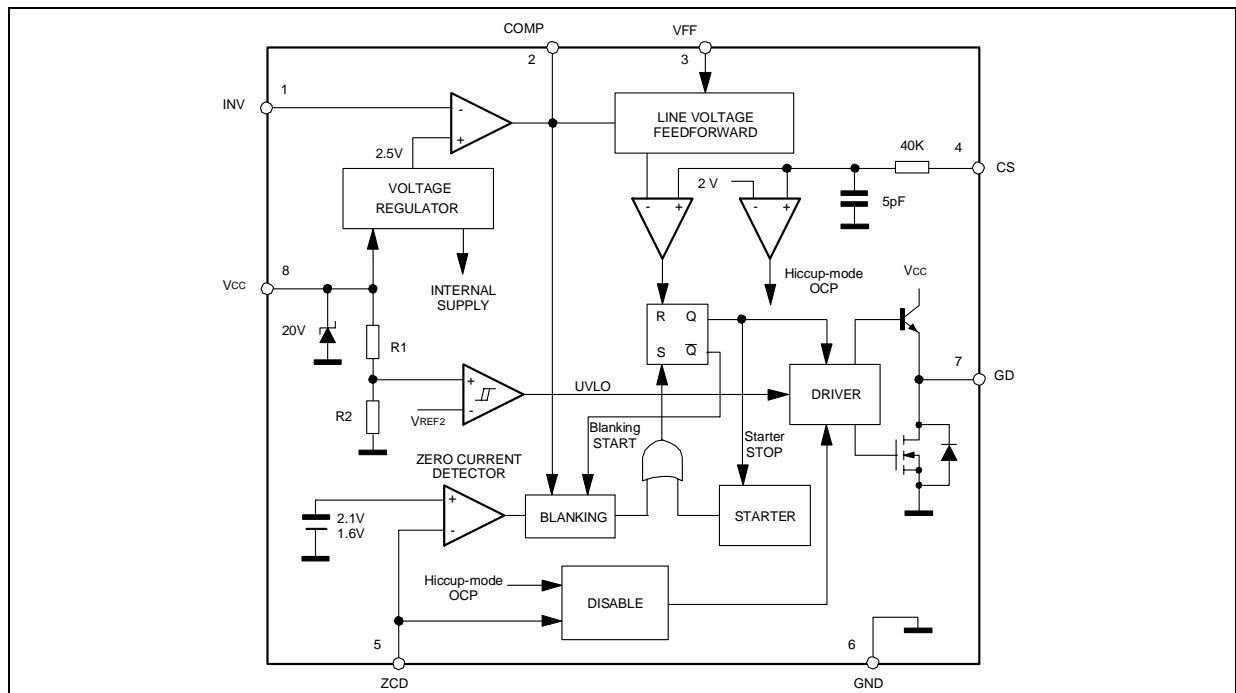 COMP
VFF
2
3
1
INV
-
+
LINE VOLTAGE
FEEDFORWARD
2.5V
40K
4
CS
VOLTAGE
REGULATOR
2 V
-
+
-
+
5pF
8
VCC
INTERNAL
SUPPLY
Hiccup-mode
OCP
VCC
20V
R1
R
Q
S
Q
7
GD
+
-
UVLO
DRIVER
R2
VREF2
Blanking
START
Starter
STOP
ZERO CURRENT
DETECTOR
+
-
2.1V
1.6V
BLANKING
STARTER
Hiccup-mode
OCP
DISABLE
5
6
ZCD
GND